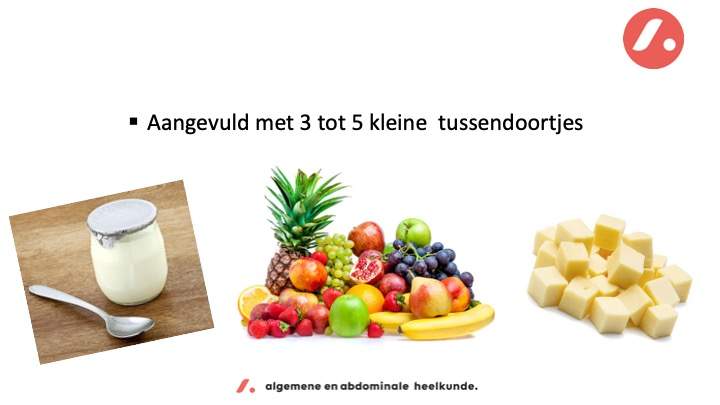 ▪ Aangevuld met 3 tot 5 kleine  tussendoortjes
algemene en abdominale heelkunde.